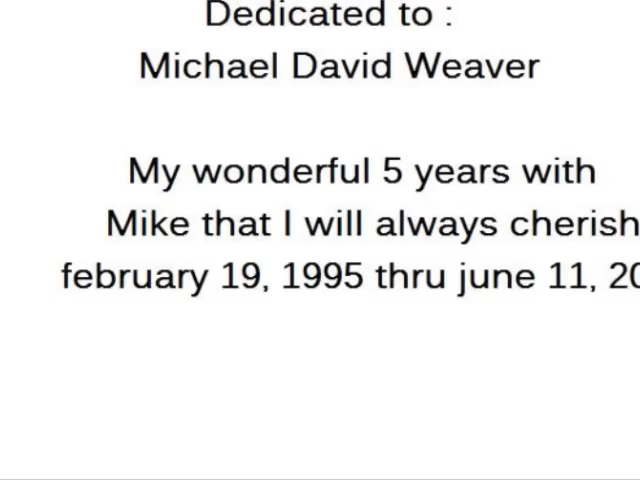 Dedicated to :
Michael David Weaver
My wonderful 5 years with
Mike that I will always cherish
february 19, 1995 thru june 11,